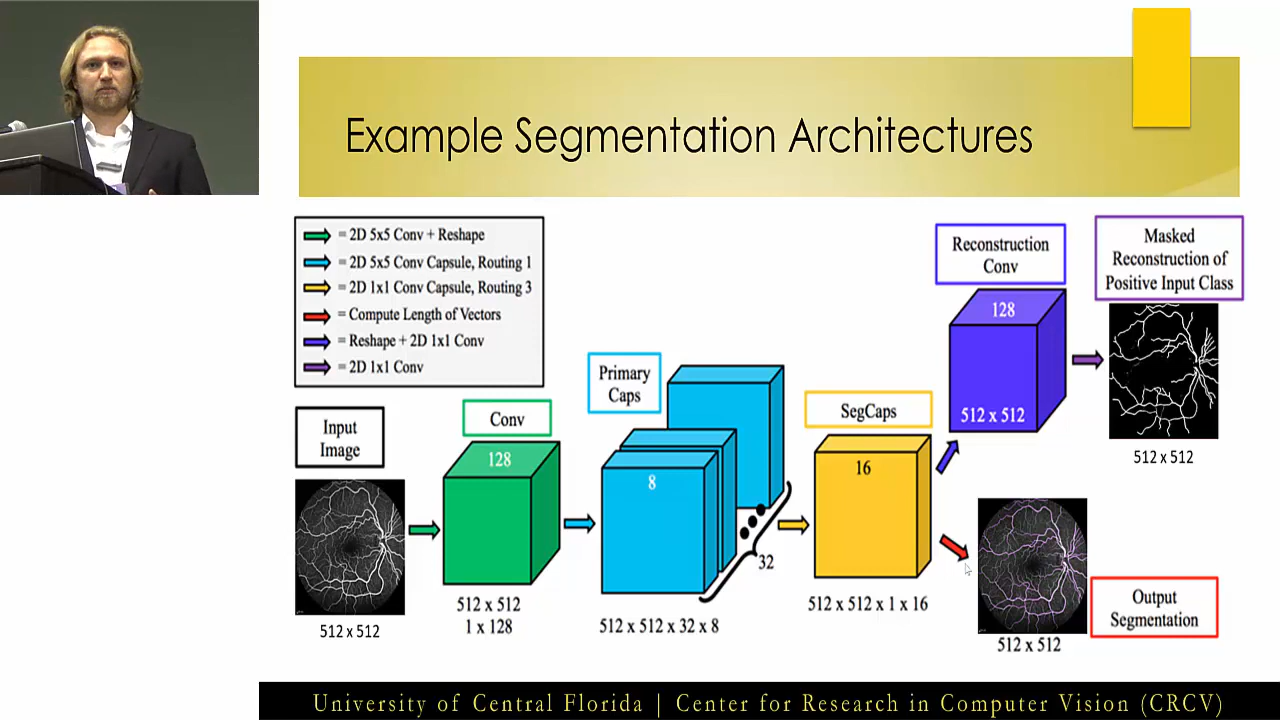 Example Segmentation Architectures
= 2D 5x5 Conv + Reshape
= 2D 5x5 Conv Capsule, Routing 1
= 2D 1x1 Conv Capsule, Routing 3
= Compute Length of Vectors
= Reshape + 2D 1x1 Conv
= 2D 1x1 Conv
Input
Image
512 x 512
Conv
128
512 x 512
1 x 128
Primary
Caps
8
32
512 x 512 x 32 x 8
SegCaps
16
512 x 512 x 1 x 16
Reconstruction
Conv
128
512 x 512
Masked
Reconstruction of
Positive Input Class
512 x 512
Output
Segmentation
512 x 512
University of Central Florida | Center for Research in Computer Vision (CRCV)